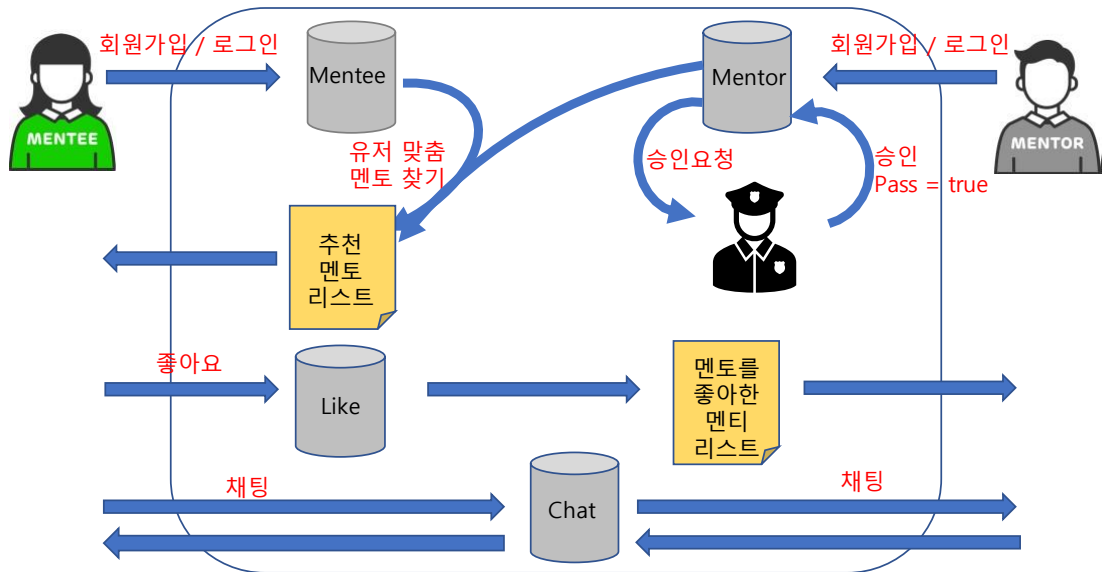 회원가입 / 로그인
Mentee
Mentor
회원가입 / 로그인
MENTEE
MENTOR
유저 맞춤
멘토 찾기
승인요청
승인
Pass = true
추천
멘토
리스트
좋아요
Like
멘토를
좋아한
멘티
리스트
채팅
Chat
채팅